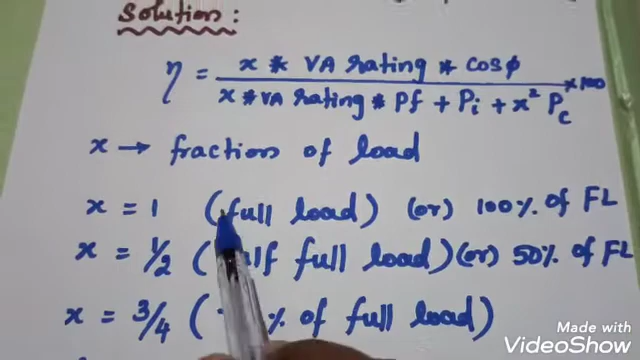 Solution:
η = x * VA rating * cosφ / x * VA rating * Pf + Pi + x² Pc × 100
x → fraction of load
x = 1 (full load) (or) 100% of FL
x = 1/2 ( full load) (or) 50% of FL
x = 3/4 ( % of full load)
Made with
VideoShow